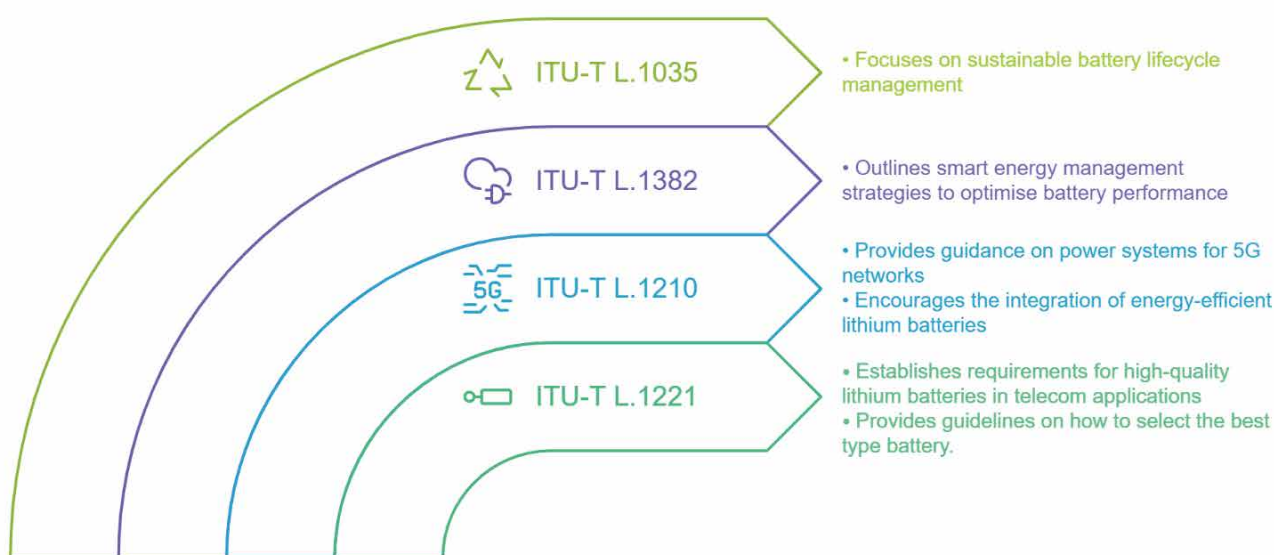 ITU-T L.1035
• Focuses on sustainable battery lifecycle
management
ITU-T L.1382
• Outlines smart energy management
strategies to optimise battery performance
5G
ITU-T L.1210
• Provides guidance on power systems for 5G
networks
• Encourages the integration of energy-efficient
lithium batteries
ITU-T L.1221
• Establishes requirements for high-quality
lithium batteries in telecom applications
• Provides guidelines on how to select the best
type battery.